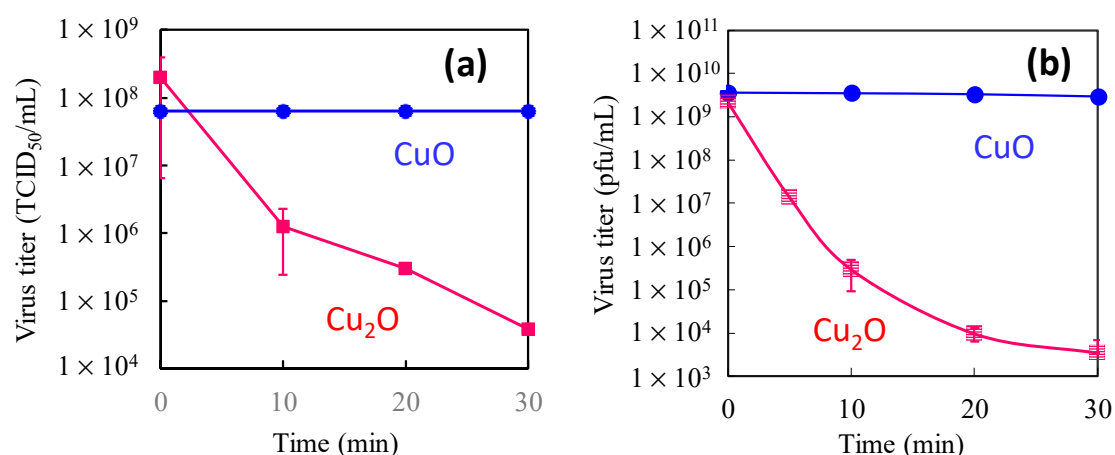 (a)
Virus titer (TCID₅₀/mL)
1 × 10⁹
1 × 10⁸
1 × 10⁷
1 × 10⁶
1 × 10⁵
1 × 10⁴
CuO
Cu₂O
0 10 20 30
Time (min)
(b)
Virus titer (pfu/mL)
1 × 10¹¹
1 × 10¹⁰
1 × 10⁹
1 × 10⁸
1 × 10⁷
1 × 10⁶
1 × 10⁵
1 × 10⁴
1 × 10³
CuO
Cu₂O
0 10 20 30
Time (min)